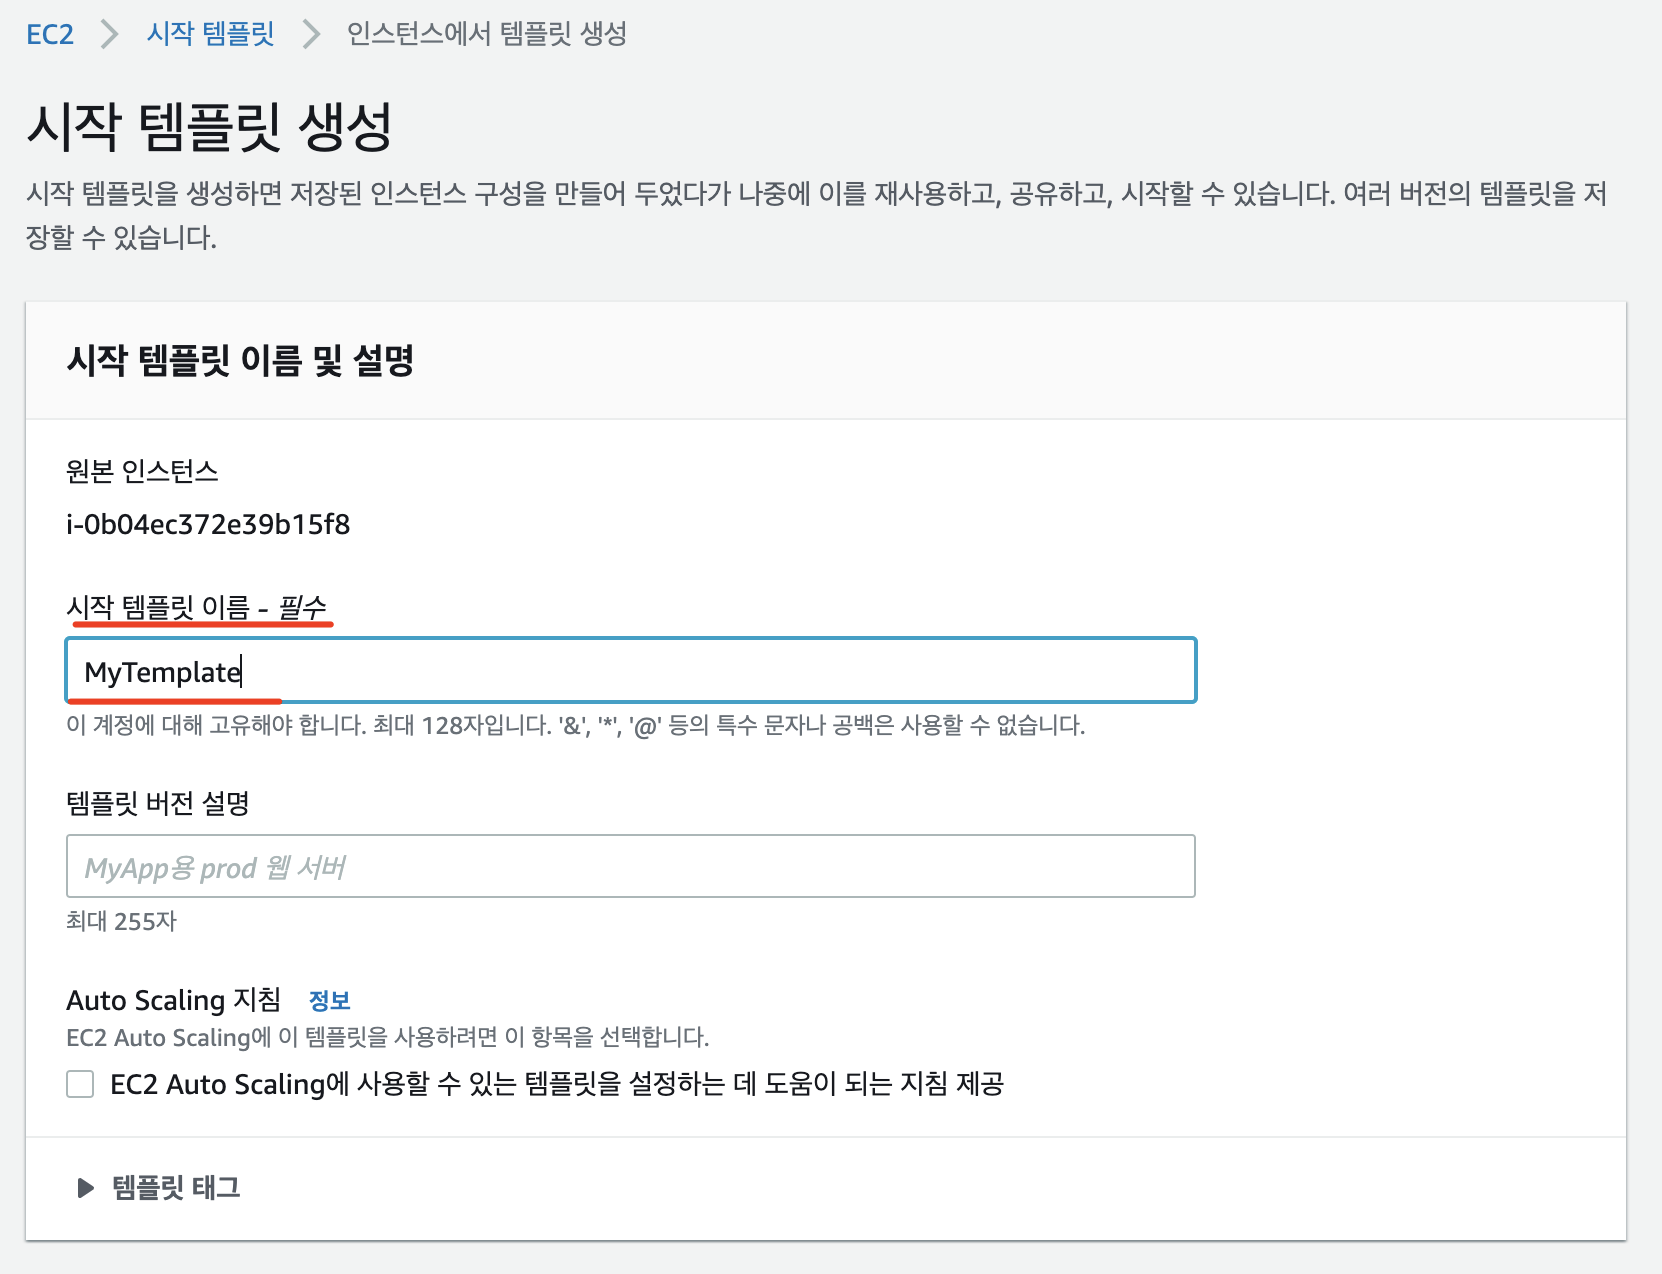 EC2 > 시작 템플릿 > 인스턴스에서 템플릿 생성
시작 템플릿 생성
시작 템플릿을 생성하면 저장된 인스턴스 구성을 만들어 두었다가 나중에 이를 재사용하고, 공유하고, 시작할 수 있습니다. 여러 버전의 템플릿을 저
장할 수 있습니다.
시작 템플릿 이름 및 설명
원본 인스턴스
i-0b04ec372e39b15f8
시작 템플릿 이름 - 필수
MyTemplate
이 계정에 대해 고유해야 합니다. 최대 128자입니다. '&', '*', '@' 등의 특수 문자나 공백은 사용할 수 없습니다.
템플릿 버전 설명
MyApp용 prod 웹 서버
최대 255자
Auto Scaling 지침 정보
EC2 Auto Scaling에 이 템플릿을 사용하려면 이 항목을 선택합니다.
EC2 Auto Scaling에 사용할 수 있는 템플릿을 설정하는 데 도움이 되는 지침 제공
템플릿 태그